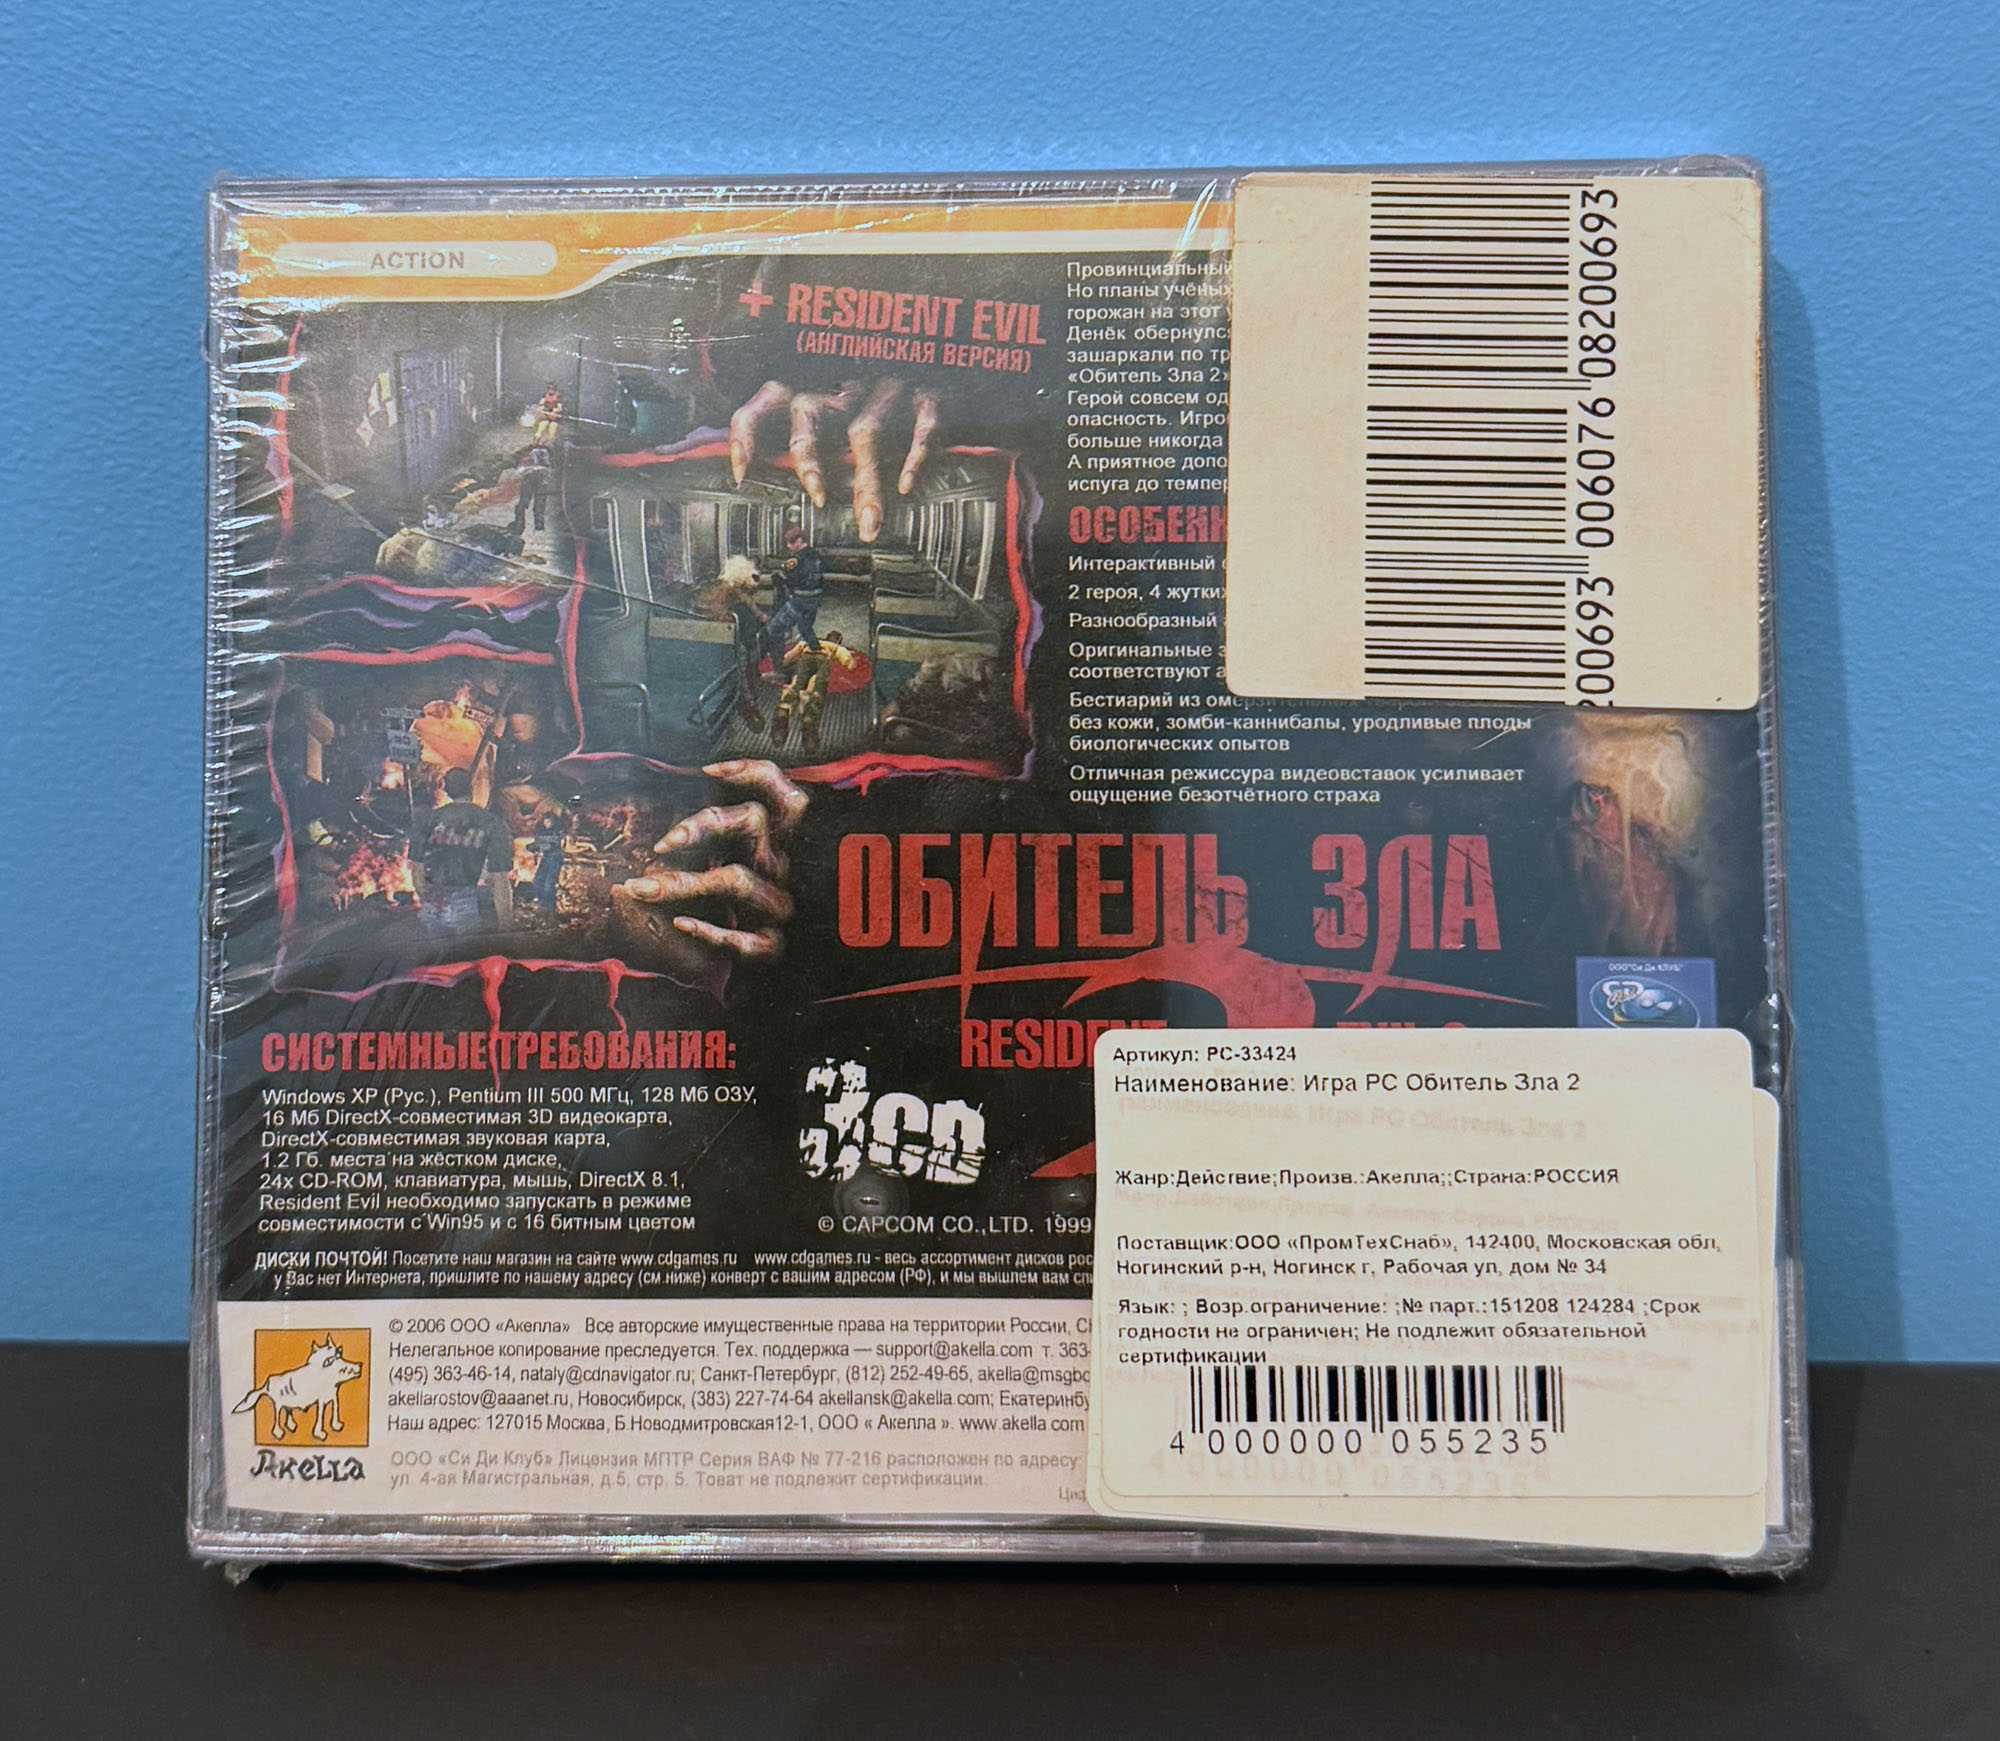 ACTION
+ RESIDENT EVIL
(АНГЛИЙСКАЯ ВЕРСИЯ)
Провинциальный
Но планы учёных
горожан на этот
Денёк обернулс
зашаркали по тр
«Обитель Зла 2»
Герой совсем од
опасность. Игро
больше никогда
А приятное допо
испуга до темпер
ОСОБЕНН
Интерактивный
2 героя, 4 жутких
Разнообразный
Оригинальные
соответствуют
Бестиарий из омерзительных
без кожи, зомби-каннибалы, уродливые плоды
биологических опытов
Отличная режиссура видеовставок усиливает
ощущение безотчётного страха
200693 006076 08200693
ОБИТЕЛЬ ЗЛА
RESIDENT
ООО"Си Ди КЛУБ"
СИСТЕМНЫЕ ТРЕБОВАНИЯ:
Windows XP (Рус.), Pentium III 500 МГц, 128 Мб ОЗУ,
16 Мб DirectX-совместимая 3D видеокарта,
DirectX-совместимая звуковая карта,
1.2 Гб. места на жёстком диске,
24x CD-ROM, клавиатура, мышь, DirectX 8.1,
Resident Evil необходимо запускать в режиме
совместимости с Win95 и с 16 битным цветом
3CD
© CAPCOM CO.,LTD. 1999
ДИСКИ ПОЧТОЙ! Посетите наш магазин на сайте www.cdgames.ru www.cdgames.ru - весь ассортимент дисков рос
у Вас нет Интернета, пришлите по нашему адресу (см.ниже) конверт с вашим адресом (РФ), и мы вышлем вам сп
© 2006 ООО «Акелла» Все авторские имущественные права на территории России,
Нелегальное копирование преследуется. Тех. поддержка — support@akella.com т. 363-
(495) 363-46-14, nataly@cdnavigator.ru; Санкт-Петербург, (812) 252-49-65, akella@msgbo
akellarostov@aaanet.ru, Новосибирск, (383) 227-74-64 akellansk@akella.com; Екатеринбу
Наш адрес: 127015 Москва, Б.Новодмитровская12-1, ООО « Акелла ». www.akella.com
ООО «Си Ди Клуб» Лицензия МПТР Серия ВАФ № 77-216 расположен по адресу:
ул. 4-ая Магистральная, д.5, стр. 5. Товат не подлежит сертификации.
Akella
Артикул: PC-33424
Наименование: Игра PC Обитель Зла 2
Жанр:Действие;Произв.:Акелла;;Страна:РОССИЯ
Поставщик:ООО «ПромТехСнаб», 142400, Московская обл,
Ногинский р-н, Ногинск г, Рабочая ул, дом № 34
Язык: ; Возр.ограничение: ;№ парт.:151208 124284 ;Срок
годности не ограничен; Не подлежит обязательной
сертификации
4 000000 055235